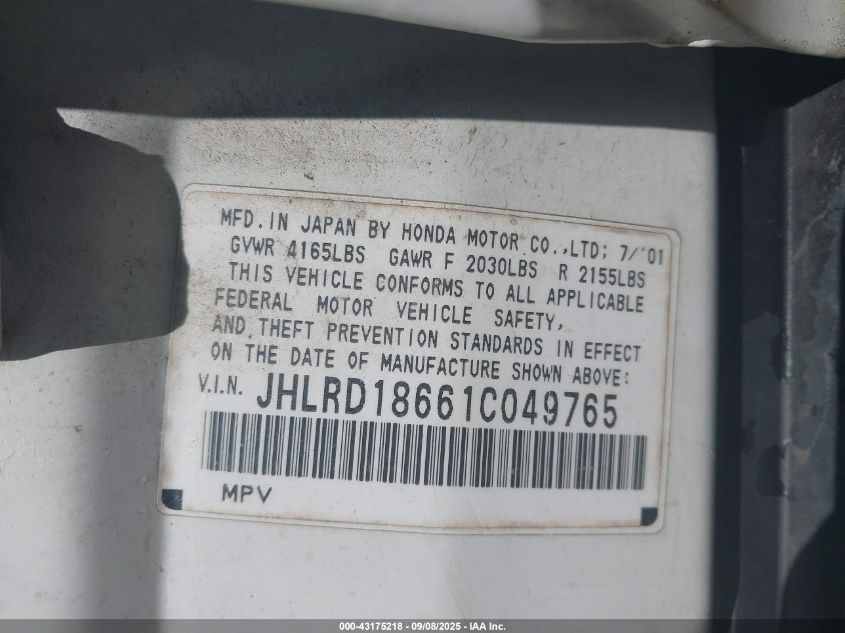 MFD. IN JAPAN BY HONDA MOTOR CO.,LTD; 7/'01
GVWR 4165LBS GAWR F 2030LBS R 2155LBS
THIS VEHICLE CONFORMS TO ALL APPLICABLE
FEDERAL MOTOR VEHICLE SAFETY,
AND THEFT PREVENTION STANDARDS IN EFFECT
ON THE DATE OF MANUFACTURE SHOWN ABOVE:
V.I.N. JHLRD18661C049765
MPV
000-43175218 - 09/08/2025 - IAA Inc.